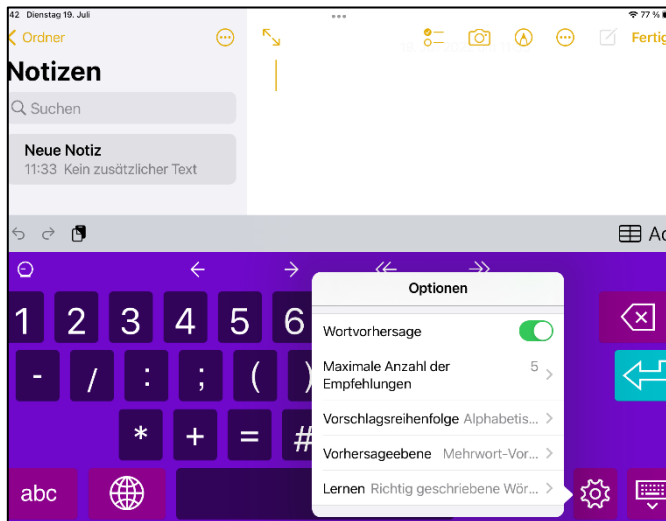 42 Dienstag 19. Juli
77 %
Ordner
Fertig
Notizen
Suchen
Neue Notiz
11:33 Kein zusätzlicher Text
Optionen
1 2 3 4 5 6
Wortvorhersage
- / : ; ( )
Maximale Anzahl der 5
Empfehlungen
Vorschlagsreihenfolge Alphabetis...
* + = #
Vorhersageebene Mehrwort-Vor...
abc
Lernen Richtig geschriebene Wör...